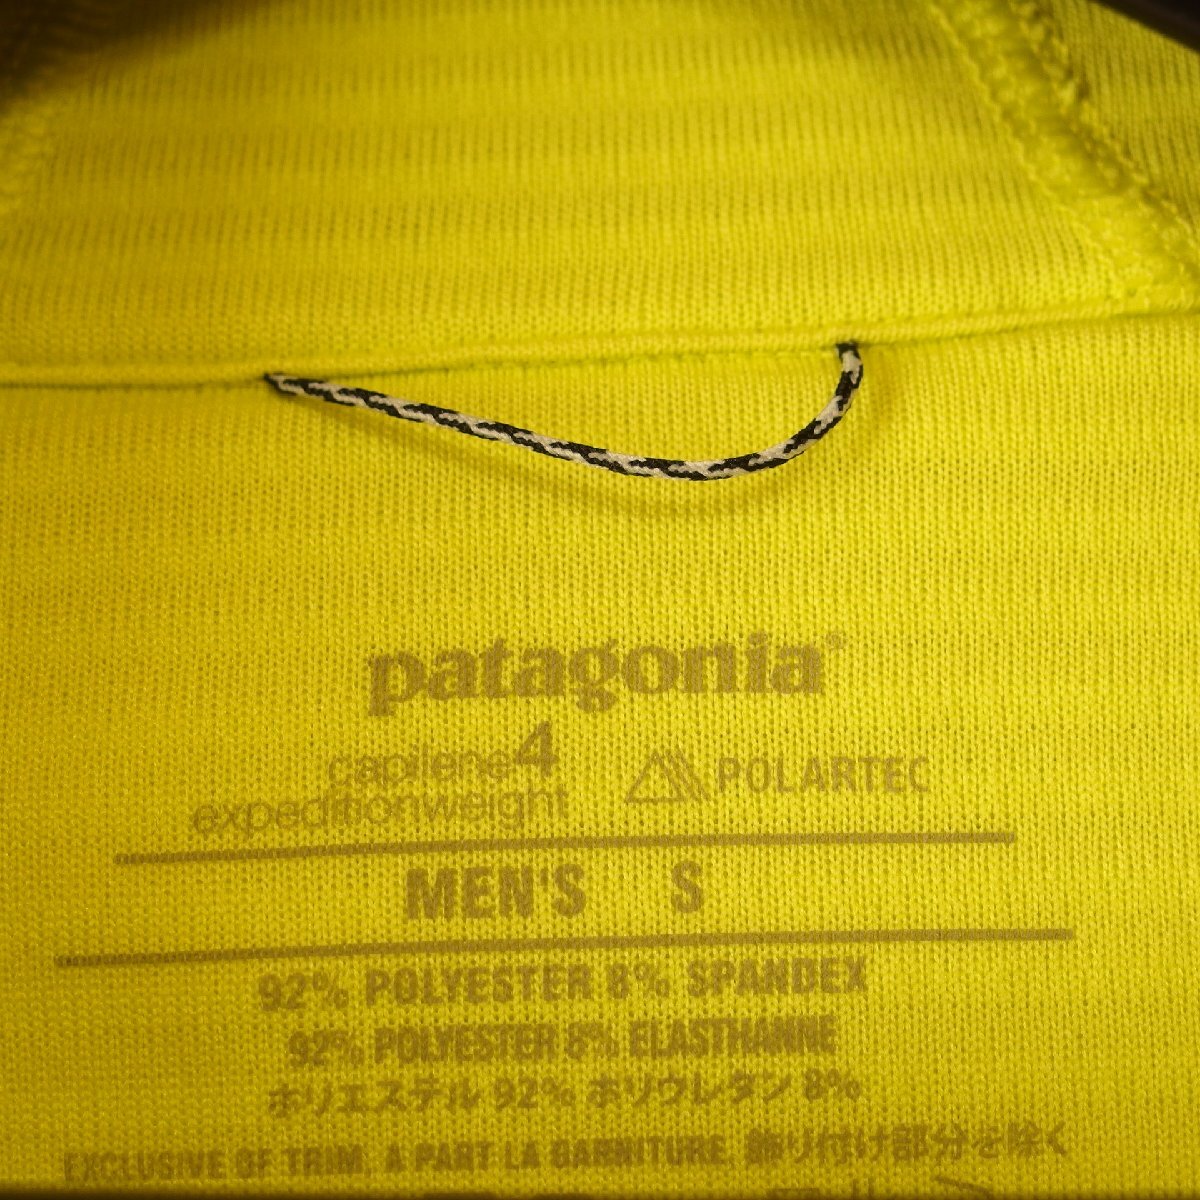 patagonia®
capilene4
expeditionweight
POLARTEC
MEN'S S
92% POLYESTER 8% SPANDEX
92% POLYESTER 8% ELASTHANNE
ポリエステル 92% ポリウレタン 8%
EXCLUSIVE OF TRIM, A PART LA GARNITURE, 飾り付け部分を除く